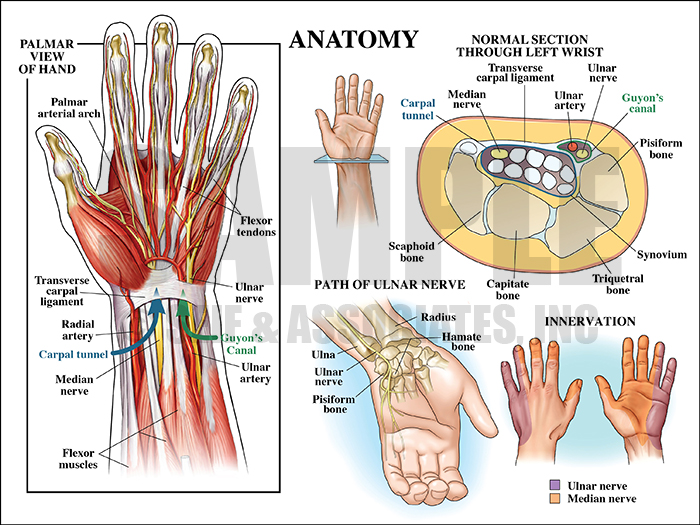 ANATOMY
PALMAR
VIEW
OF HAND
Palmar
arterial arch
Flexor
tendons
Transverse
carpal ligament
Ulnar
nerve
Radial
artery
Carpal tunnel
Guyon's
Canal
Median
nerve
Ulnar
artery
Flexor
muscles
NORMAL SECTION
THROUGH LEFT WRIST
Transverse
carpal ligament
Ulnar
nerve
Median
nerve
Ulnar
artery
Carpal
tunnel
Guyon's
canal
Pisiform
bone
Scaphoid
bone
Capitate
bone
Triquetral
bone
Synovium
PATH OF ULNAR NERVE
Radius
Hamate
bone
Ulna
Ulnar
nerve
Pisiform
bone
INNERVATION
Ulnar nerve
Median nerve
SAMPLE
& ASSOCIATES, INC